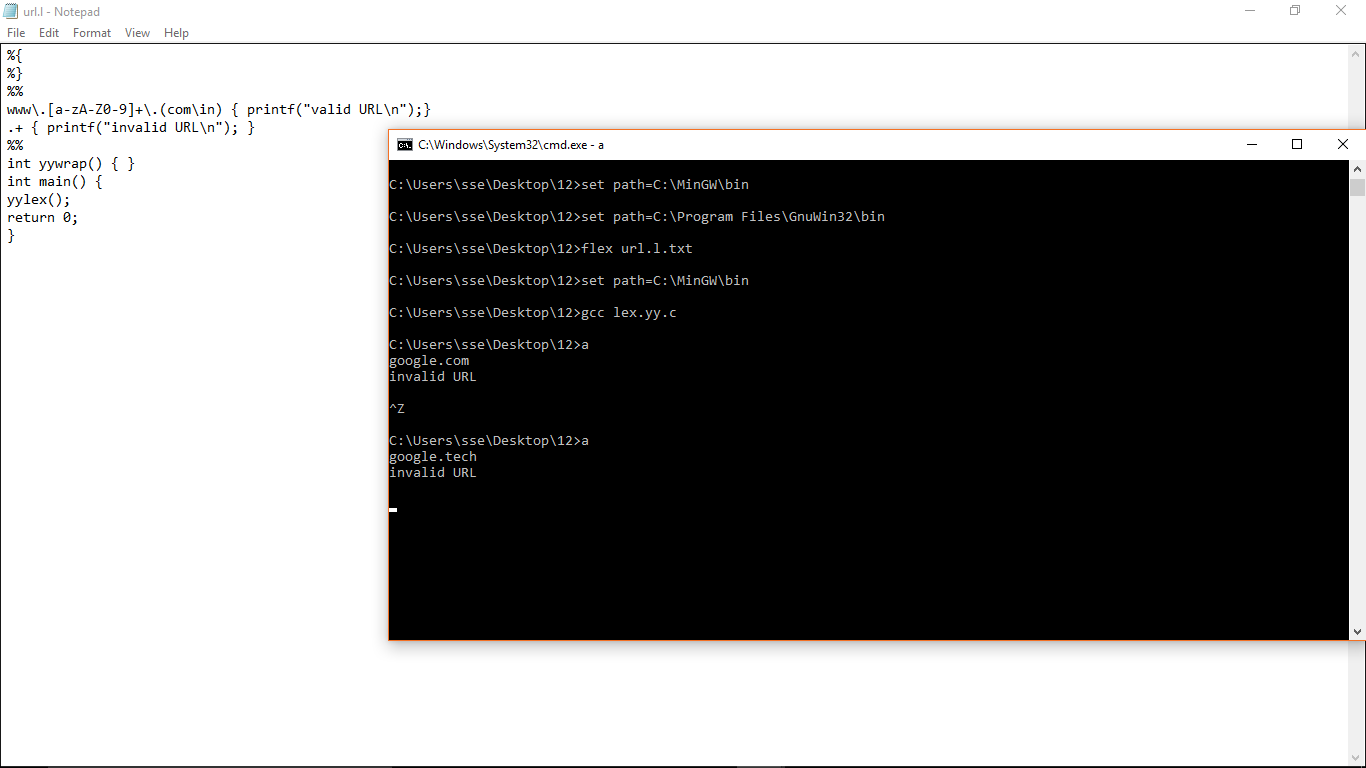 url.l - Notepad
File Edit Format View Help
%{
%}
%%
www\.[a-zA-Z0-9]+\.(com\in) { printf("valid URL\n");}
.+ { printf("invalid URL\n"); }
%%
int yywrap() { }
int main() {
yylex();
return 0;
}
C:\Windows\System32\cmd.exe - a
C:\Users\sse\Desktop\12>set path=C:\MinGW\bin
C:\Users\sse\Desktop\12>set path=C:\Program Files\GnuWin32\bin
C:\Users\sse\Desktop\12>flex url.l.txt
C:\Users\sse\Desktop\12>set path=C:\MinGW\bin
C:\Users\sse\Desktop\12>gcc lex.yy.c
C:\Users\sse\Desktop\12>a
google.com
invalid URL
^Z
C:\Users\sse\Desktop\12>a
google.tech
invalid URL